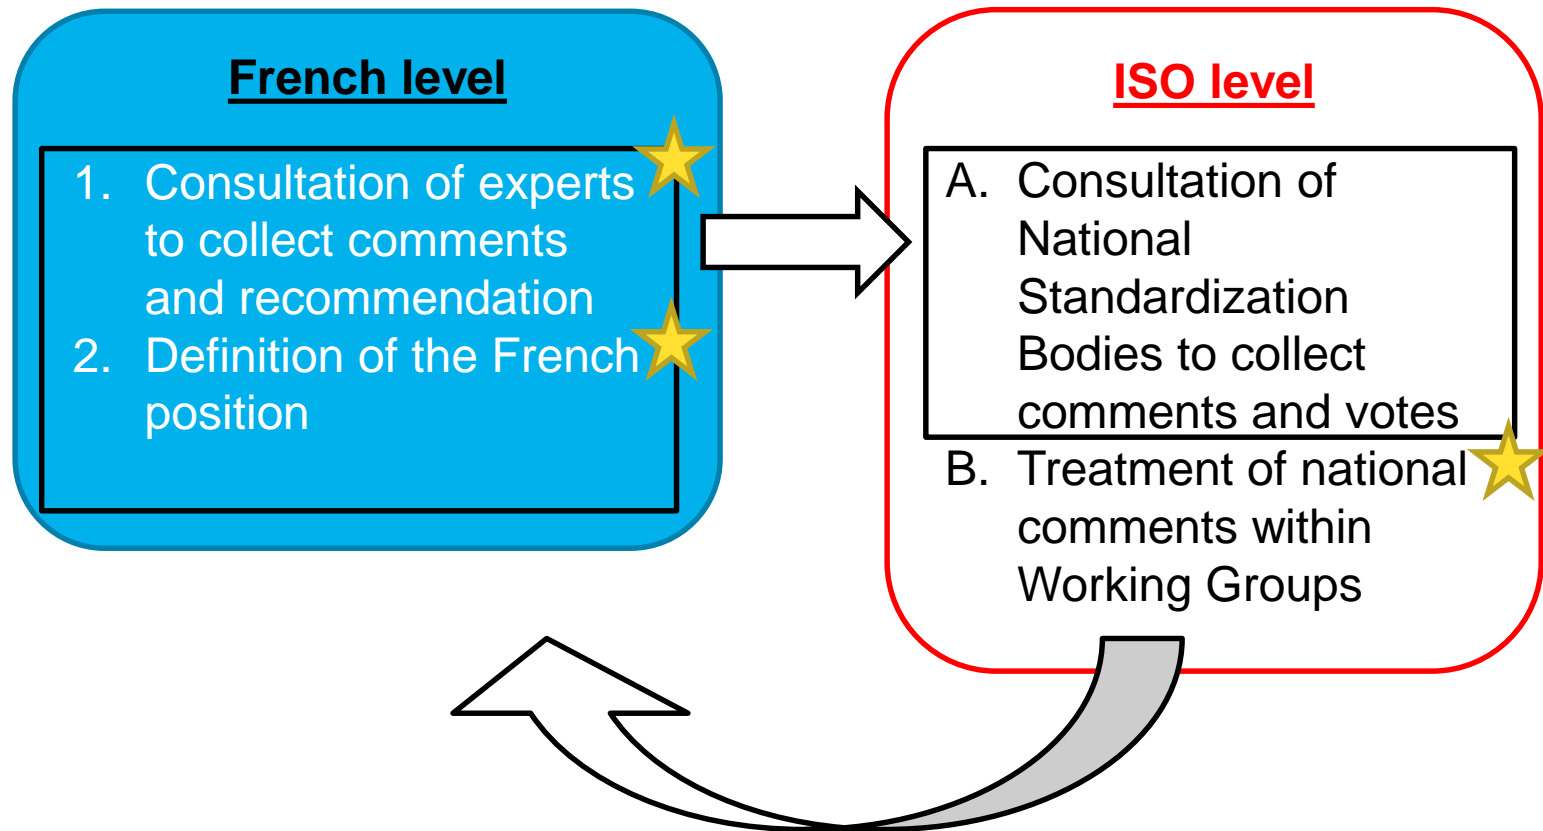 French level
1. Consultation of experts
to collect comments
and recommendation
2. Definition of the French
position
ISO level
A. Consultation of
National
Standardization
Bodies to collect
comments and votes
B. Treatment of national
comments within
Working Groups